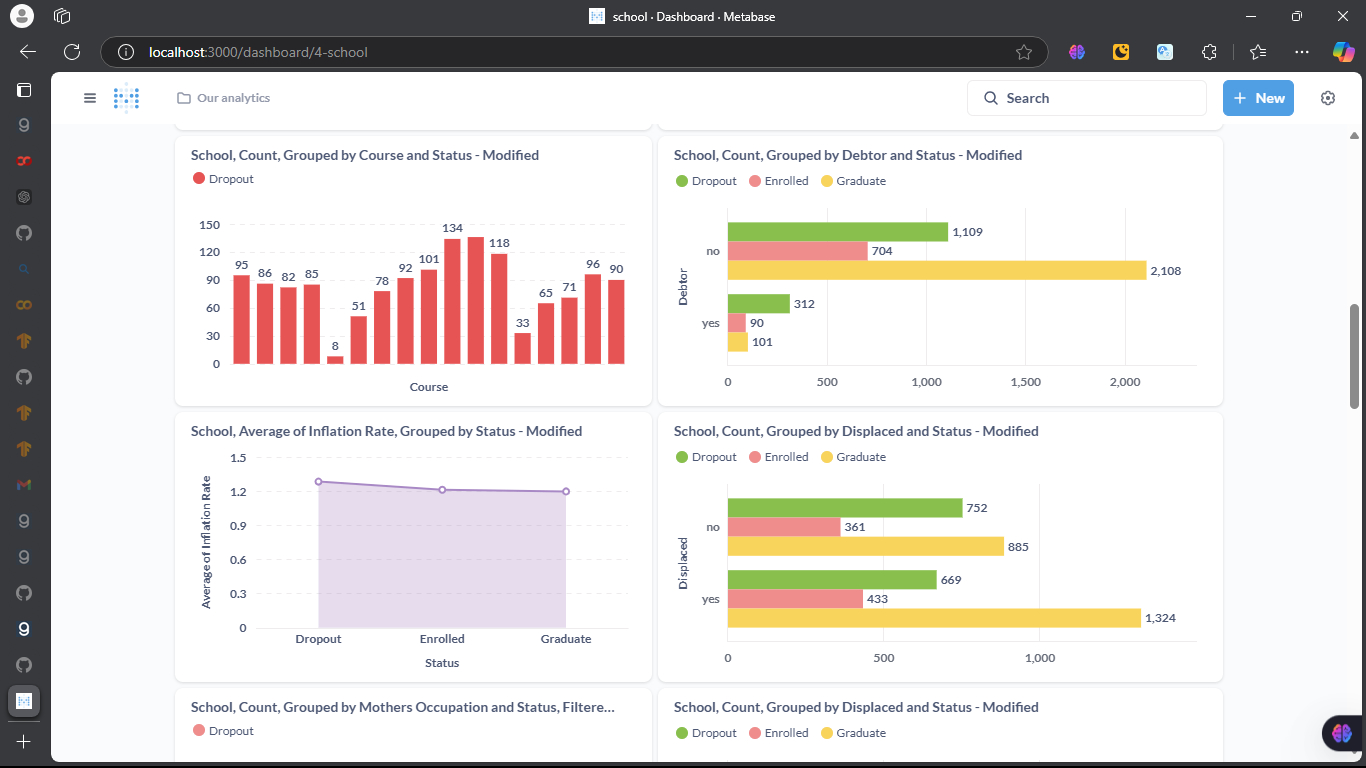 school · Dashboard · Metabase
localhost:3000/dashboard/4-school
Our analytics
Search
+ New
School, Count, Grouped by Course and Status - Modified
Dropout
150
120
90
60
30
0
95
86
82
85
8
51
78
92
101
134
118
33
65
71
96
90
Course
School, Count, Grouped by Debtor and Status - Modified
Dropout Enrolled Graduate
Debtor
no
1,109
704
2,108
yes
312
90
101
0 500 1,000 1,500 2,000
School, Average of Inflation Rate, Grouped by Status - Modified
Average of Inflation Rate
1.5
1.2
0.9
0.6
0.3
0
Dropout Enrolled Graduate
Status
School, Count, Grouped by Displaced and Status - Modified
Dropout Enrolled Graduate
Displaced
no
752
361
885
yes
669
433
1,324
0 500 1,000
School, Count, Grouped by Mothers Occupation and Status, Filtere...
Dropout
School, Count, Grouped by Displaced and Status - Modified
Dropout Enrolled Graduate